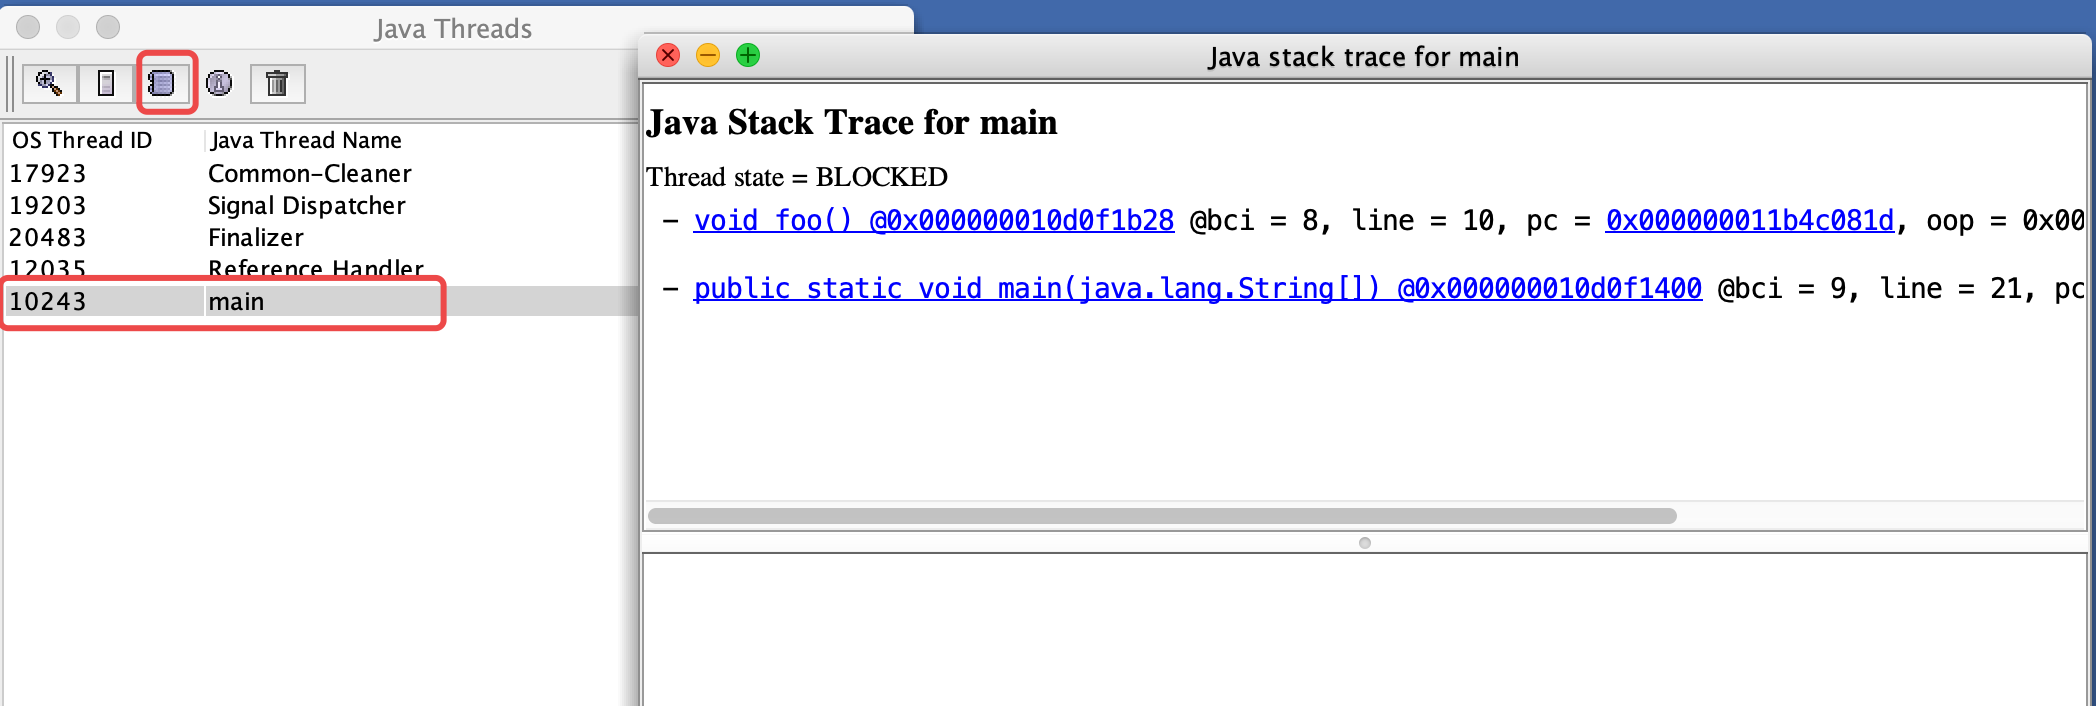 Java Threads
OS Thread ID Java Thread Name
17923 Common-Cleaner
19203 Signal Dispatcher
20483 Finalizer
12035 Reference Handler
10243 main
Java stack trace for main
Java Stack Trace for main
Thread state = BLOCKED
- void foo() @0x000000010d0f1b28 @bci = 8, line = 10, pc = 0x000000011b4c081d, oop = 0x00
- public static void main(java.lang.String[]) @0x000000010d0f1400 @bci = 9, line = 21, pc